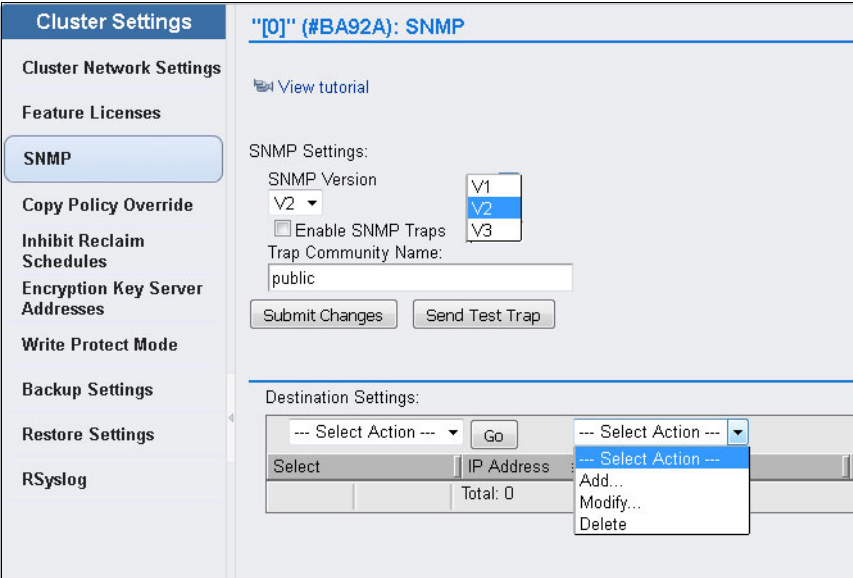 Cluster Settings
Cluster Network Settings
Feature Licenses
SNMP
Copy Policy Override
Inhibit Reclaim
Schedules
Encryption Key Server
Addresses
Write Protect Mode
Backup Settings
Restore Settings
RSyslog
"[0]" (#BA92A): SNMP
View tutorial
SNMP Settings:
SNMP Version
V2
V1
V2
V3
Enable SNMP Traps
Trap Community Name:
public
Submit Changes Send Test Trap
Destination Settings:
--- Select Action --- Go --- Select Action ---
Select IP Address
Total: 0
--- Select Action ---
Add...
Modify...
Delete